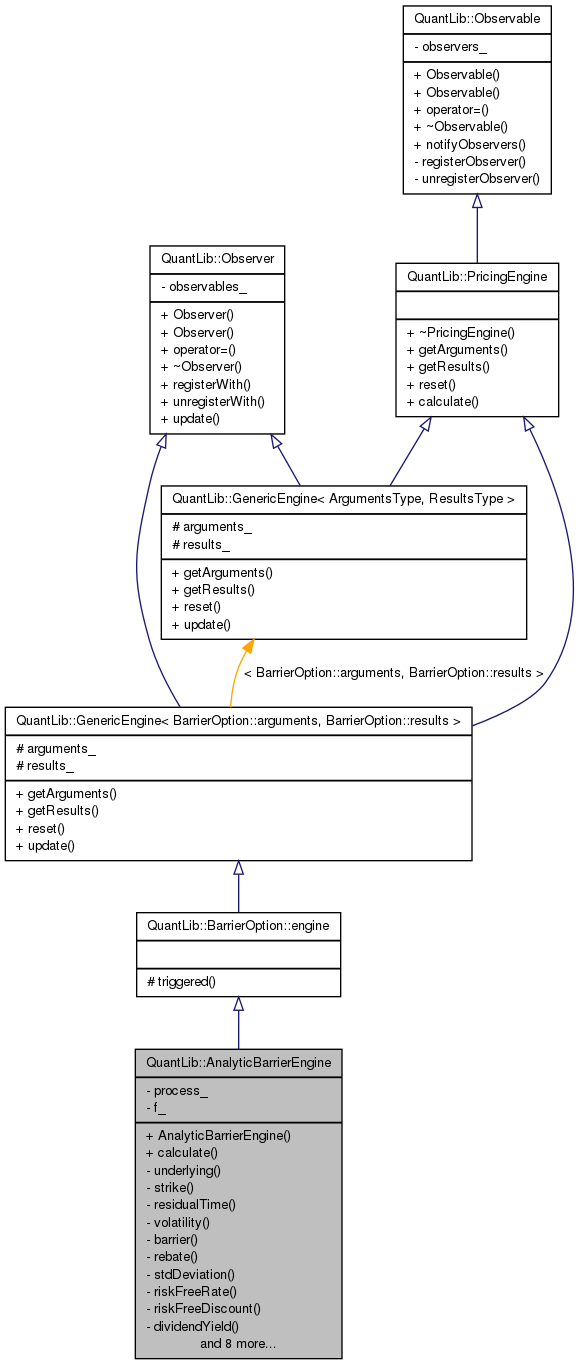 QuantLib::Observable
- observers_
+ Observable()
+ Observable()
+ operator=()
+ ~Observable()
+ notifyObservers()
- registerObserver()
- unregisterObserver()
QuantLib::Observer
- observables_
+ Observer()
+ Observer()
+ operator=()
+ ~Observer()
+ registerWith()
+ unregisterWith()
+ update()
QuantLib::PricingEngine
+ ~PricingEngine()
+ getArguments()
+ getResults()
+ reset()
+ calculate()
QuantLib::GenericEngine< ArgumentsType, ResultsType >
# arguments_
# results_
+ getArguments()
+ getResults()
+ reset()
+ update()
< BarrierOption::arguments, BarrierOption::results >
QuantLib::GenericEngine< BarrierOption::arguments, BarrierOption::results >
# arguments_
# results_
+ getArguments()
+ getResults()
+ reset()
+ update()
QuantLib::BarrierOption::engine
# triggered()
QuantLib::AnalyticBarrierEngine
- process_
- f_
+ AnalyticBarrierEngine()
+ calculate()
- underlying()
- strike()
- residualTime()
- volatility()
- barrier()
- rebate()
- stdDeviation()
- riskFreeRate()
- riskFreeDiscount()
- dividendYield()
and 8 more...